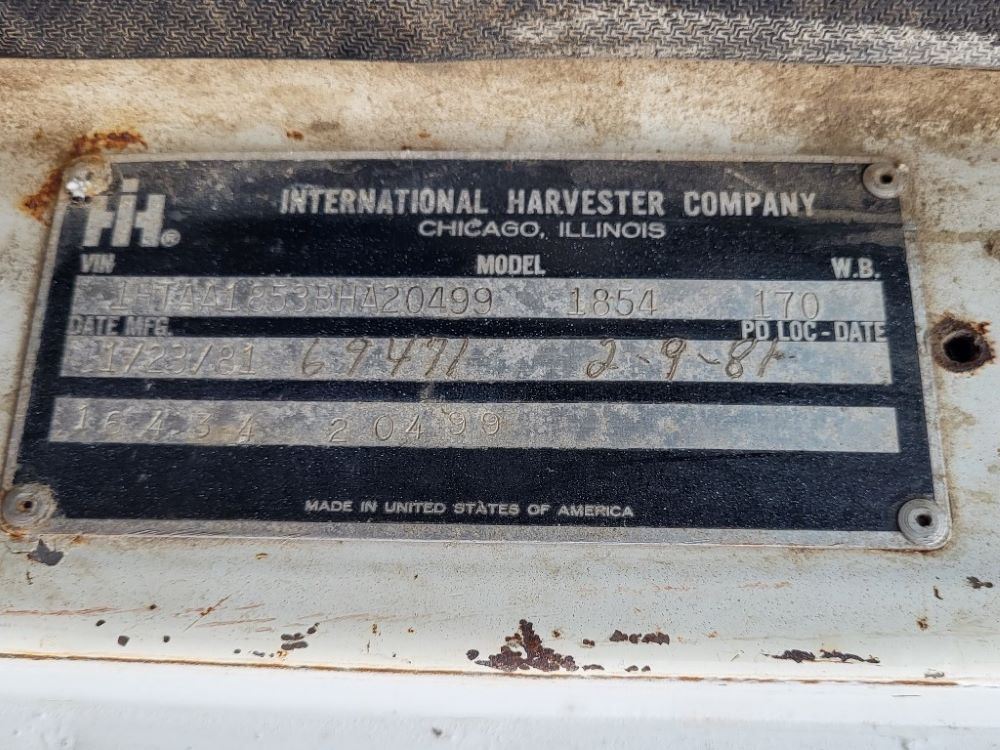 IH® INTERNATIONAL HARVESTER COMPANY
CHICAGO, ILLINOIS
VIN MODEL W.B.
1HTAA1853BHA20499 1854 170
DATE MFG. PD LOC-DATE
1/23/81 69471 2-9-81
16434 20499
MADE IN UNITED STATES OF AMERICA